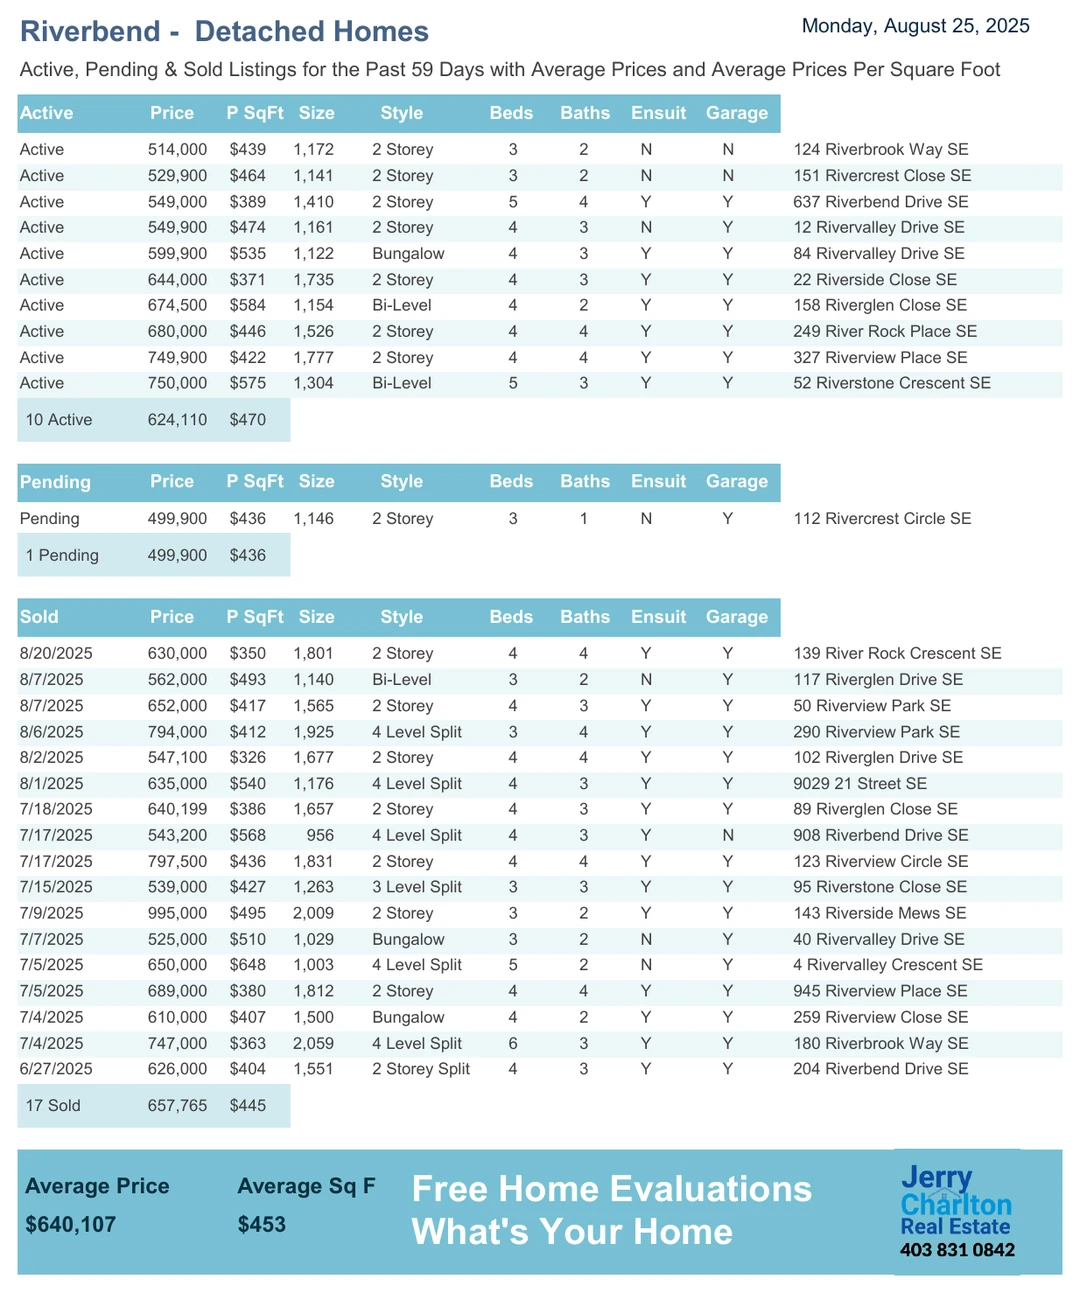 Riverbend - Detached Homes
Monday, August 25, 2025
Active, Pending & Sold Listings for the Past 59 Days with Average Prices and Average Prices Per Square Foot
Active Price P SqFt Size Style Beds Baths Ensuit Garage
Active 514,000 $439 1,172 2 Storey 3 2 N N 124 Riverbrook Way SE
Active 529,900 $464 1,141 2 Storey 3 2 N N 151 Rivercrest Close SE
Active 549,000 $389 1,410 2 Storey 5 4 Y Y 637 Riverbend Drive SE
Active 549,900 $474 1,161 2 Storey 4 3 N Y 12 Rivervalley Drive SE
Active 599,900 $535 1,122 Bungalow 4 3 Y Y 84 Rivervalley Drive SE
Active 644,000 $371 1,735 2 Storey 4 3 Y Y 22 Riverside Close SE
Active 674,500 $584 1,154 Bi-Level 4 2 Y Y 158 Riverglen Close SE
Active 680,000 $446 1,526 2 Storey 4 4 Y Y 249 River Rock Place SE
Active 749,900 $422 1,777 2 Storey 4 4 Y Y 327 Riverview Place SE
Active 750,000 $575 1,304 Bi-Level 5 3 Y Y 52 Riverstone Crescent SE
10 Active 624,110 $470
Pending Price P SqFt Size Style Beds Baths Ensuit Garage
Pending 499,900 $436 1,146 2 Storey 3 1 N Y 112 Rivercrest Circle SE
1 Pending 499,900 $436
Sold Price P SqFt Size Style Beds Baths Ensuit Garage
8/20/2025 630,000 $350 1,801 2 Storey 4 4 Y Y 139 River Rock Crescent SE
8/7/2025 562,000 $493 1,140 Bi-Level 3 2 N Y 117 Riverglen Drive SE
8/7/2025 652,000 $417 1,565 2 Storey 4 3 Y Y 50 Riverview Park SE
8/6/2025 794,000 $412 1,925 4 Level Split 3 4 Y Y 290 Riverview Park SE
8/2/2025 547,100 $326 1,677 2 Storey 4 4 Y Y 102 Riverglen Drive SE
8/1/2025 635,000 $540 1,176 4 Level Split 4 3 Y Y 9029 21 Street SE
7/18/2025 640,199 $386 1,657 2 Storey 4 3 Y Y 89 Riverglen Close SE
7/17/2025 543,200 $568 956 4 Level Split 4 3 Y N 908 Riverbend Drive SE
7/17/2025 797,500 $436 1,831 2 Storey 4 4 Y Y 123 Riverview Circle SE
7/15/2025 539,000 $427 1,263 3 Level Split 3 3 Y Y 95 Riverstone Close SE
7/9/2025 995,000 $495 2,009 2 Storey 3 2 Y Y 143 Riverside Mews SE
7/7/2025 525,000 $510 1,029 Bungalow 3 2 N Y 40 Rivervalley Drive SE
7/5/2025 650,000 $648 1,003 4 Level Split 5 2 N Y 4 Rivervalley Crescent SE
7/5/2025 689,000 $380 1,812 2 Storey 4 4 Y Y 945 Riverview Place SE
7/4/2025 610,000 $407 1,500 Bungalow 4 2 Y Y 259 Riverview Close SE
7/4/2025 747,000 $363 2,059 4 Level Split 6 3 Y Y 180 Riverbrook Way SE
6/27/2025 626,000 $404 1,551 2 Storey Split 4 3 Y Y 204 Riverbend Drive SE
17 Sold 657,765 $445
Average Price Average Sq F
$640,107 $453
Free Home Evaluations
What's Your Home
Jerry
Charlton
Real Estate
403 831 0842